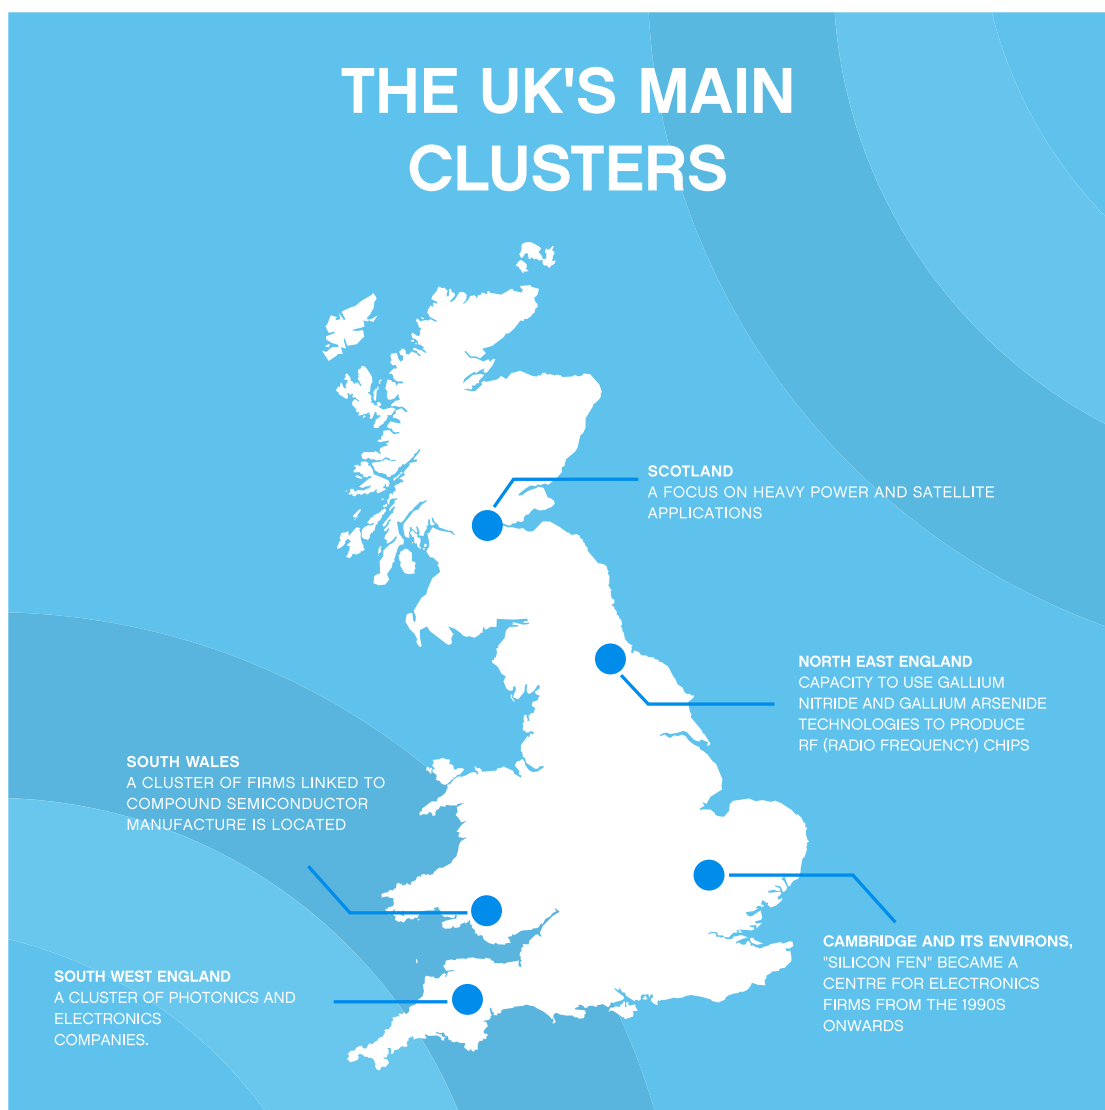 THE UK'S MAIN
CLUSTERS
SCOTLAND
A FOCUS ON HEAVY POWER AND SATELLITE
APPLICATIONS
NORTH EAST ENGLAND
CAPACITY TO USE GALLIUM
NITRIDE AND GALLIUM ARSENIDE
TECHNOLOGIES TO PRODUCE
RF (RADIO FREQUENCY) CHIPS
SOUTH WALES
A CLUSTER OF FIRMS LINKED TO
COMPOUND SEMICONDUCTOR
MANUFACTURE IS LOCATED
CAMBRIDGE AND ITS ENVIRONS,
"SILICON FEN" BECAME A
CENTRE FOR ELECTRONICS
FIRMS FROM THE 1990S
ONWARDS
SOUTH WEST ENGLAND
A CLUSTER OF PHOTONICS AND
ELECTRONICS
COMPANIES.